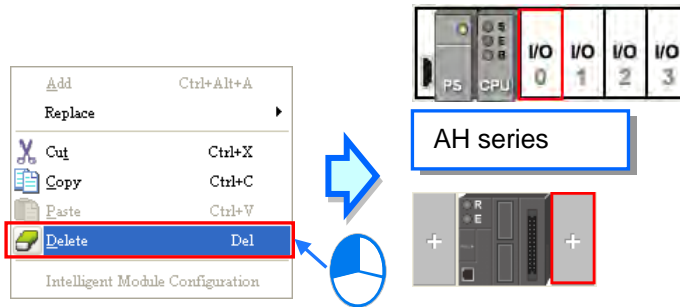 Add Ctrl+Alt+A
Replace
Cut Ctrl+X
Copy Ctrl+C
Paste Ctrl+V
Delete Del
Intelligent Module Configuration
S
E
B
PS CPU I/O 0 I/O 1 I/O 2 I/O 3
AH series
R
E
+ +